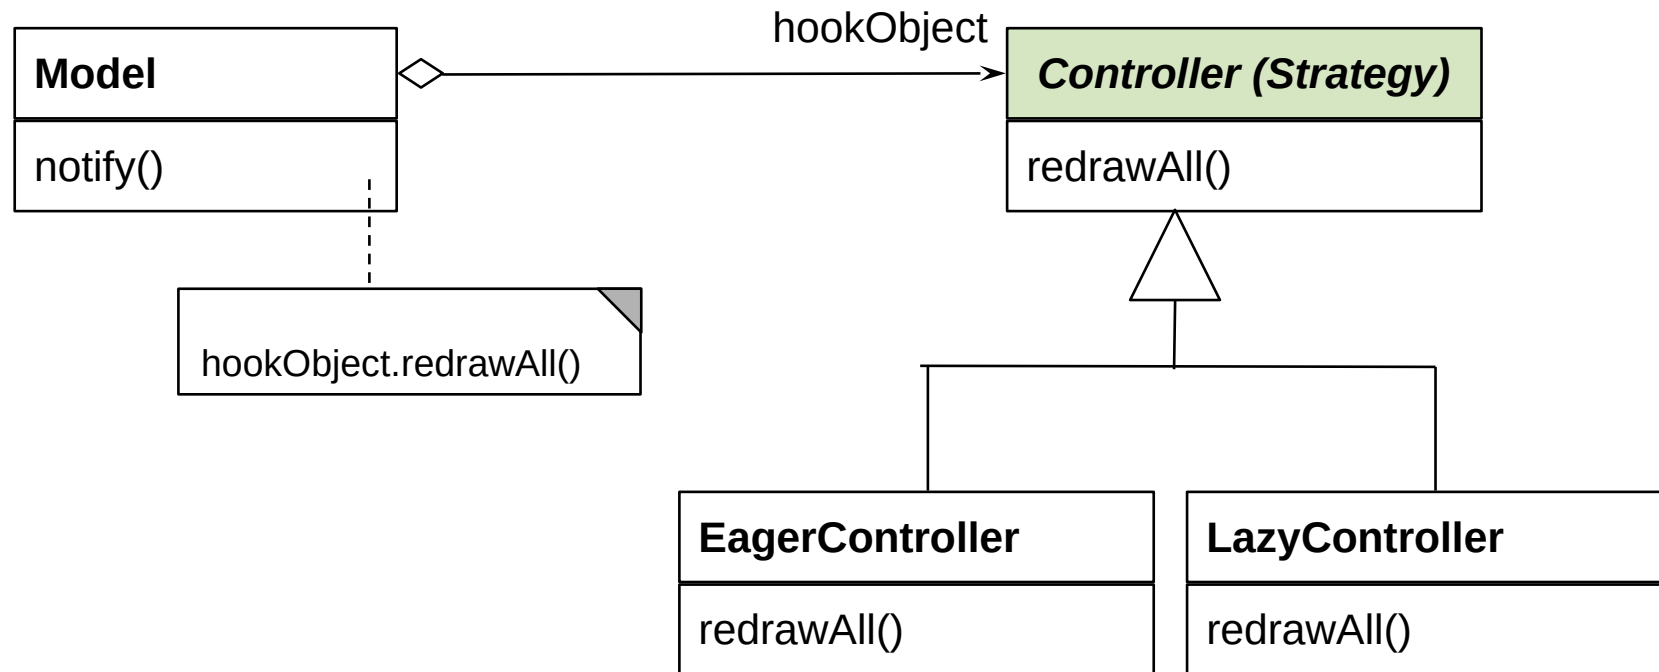 hookObject
Model
Controller (Strategy)
notify()
redrawAll()
hookObject.redrawAll()
EagerController
LazyController
redrawAll()
redrawAll()